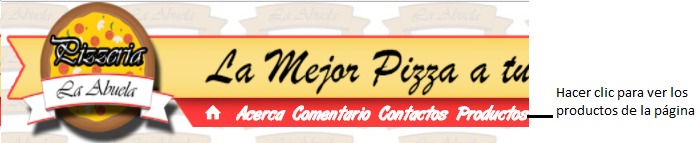 Pizzeria
La Abuela
La Mejor Pizza a tu
Acerca Comentario Contactos Productos
Hacer clic para ver los
productos de la página